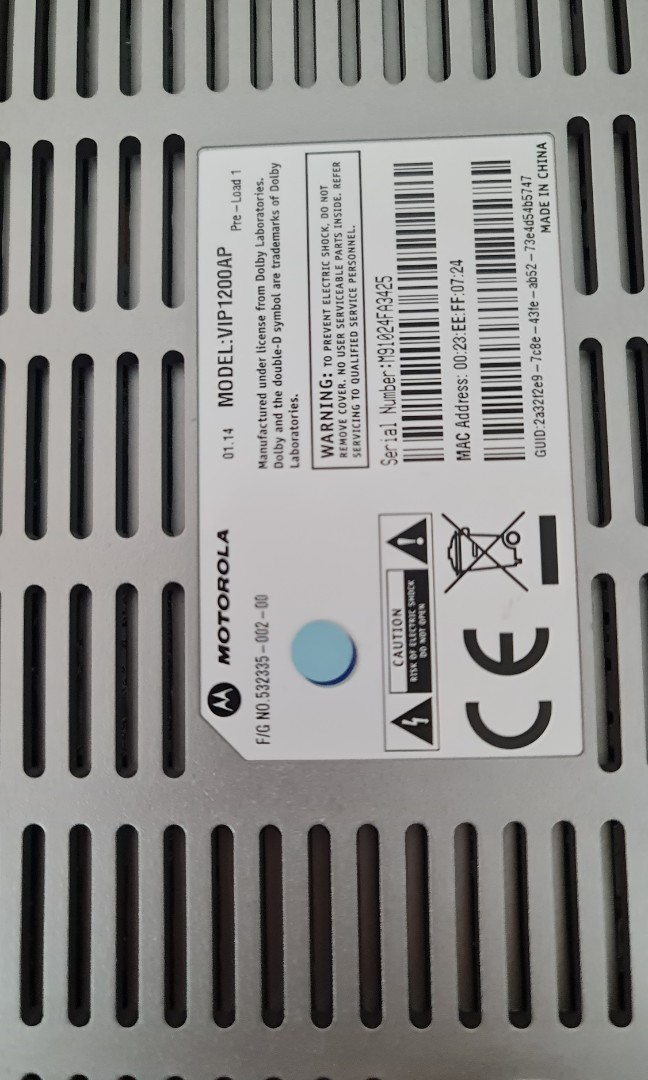 MOTOROLA
01.14 MODEL:VIP1200AP Pre-Load 1
F/G NO.532335-002-00
Manufactured under license from Dolby Laboratories.
Dolby and the double-D symbol are trademarks of Dolby
Laboratories.
WARNING: TO PREVENT ELECTRIC SHOCK, DO NOT
REMOVE COVER. NO USER SERVICEABLE PARTS INSIDE. REFER
SERVICING TO QUALIFIED SERVICE PERSONNEL.
CAUTION
RISK OF ELECTRIC SHOCK
DO NOT OPEN
Serial Number:M91024FA3425
MAC Address: 00:23:EE:FF:07:24
GUID:2a32f2e9-7c8e-43fe-ab52-73e4d54b5747
MADE IN CHINA
CE